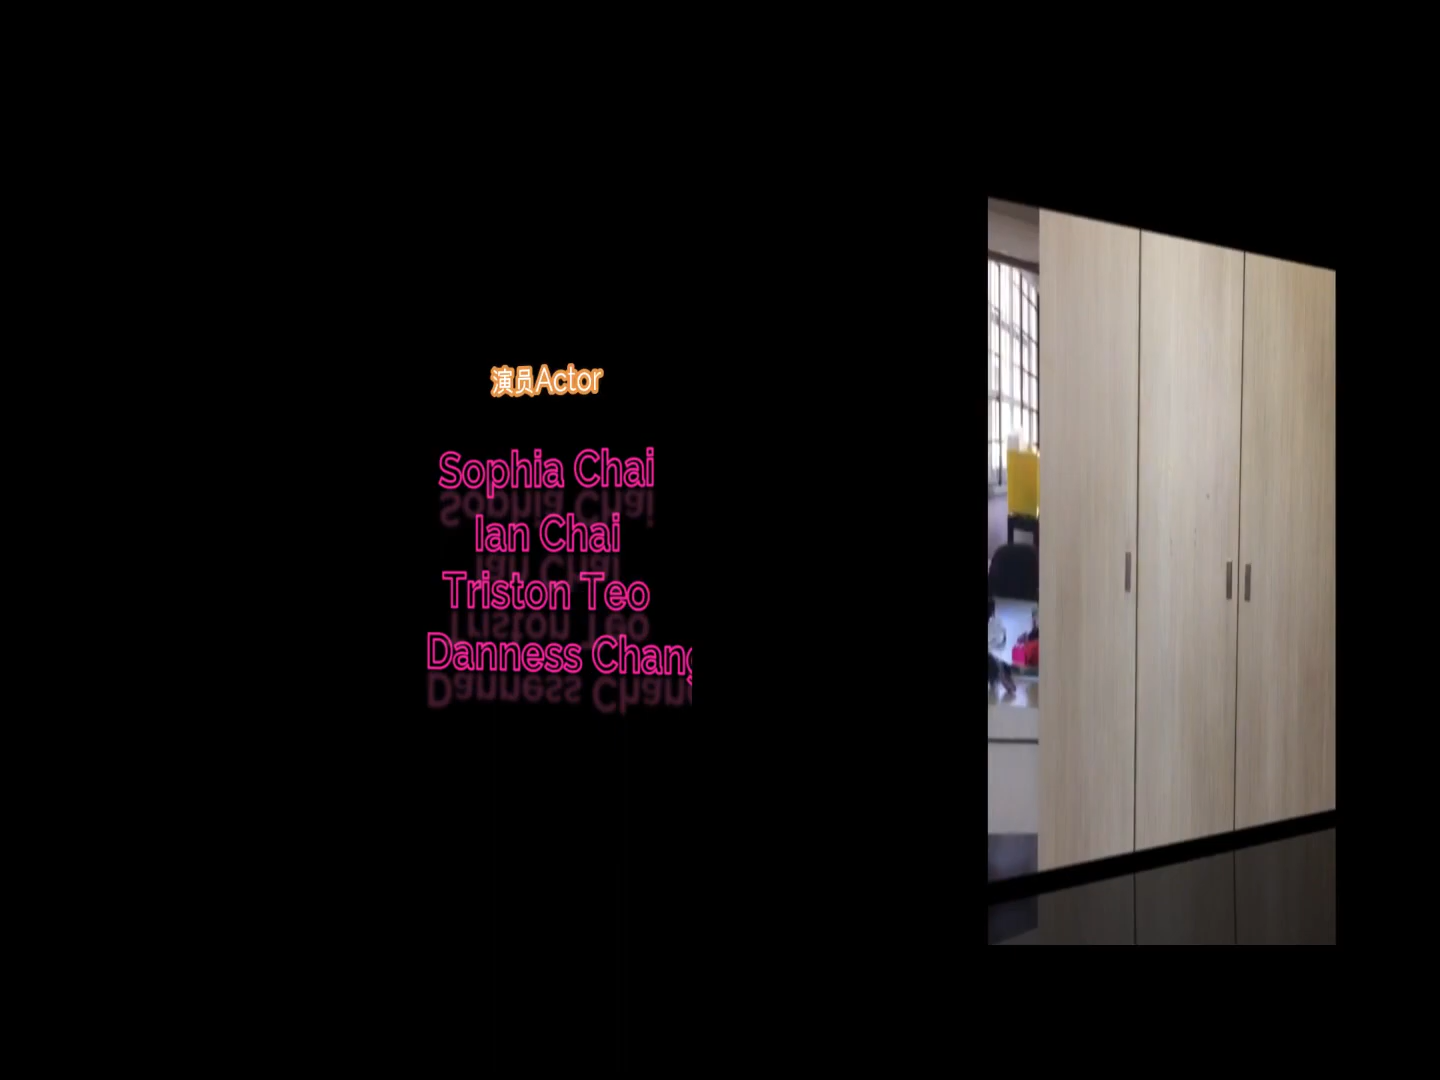 演员Actor
Sophia Chai
Ian Chai
Triston Teo
Danness Chang